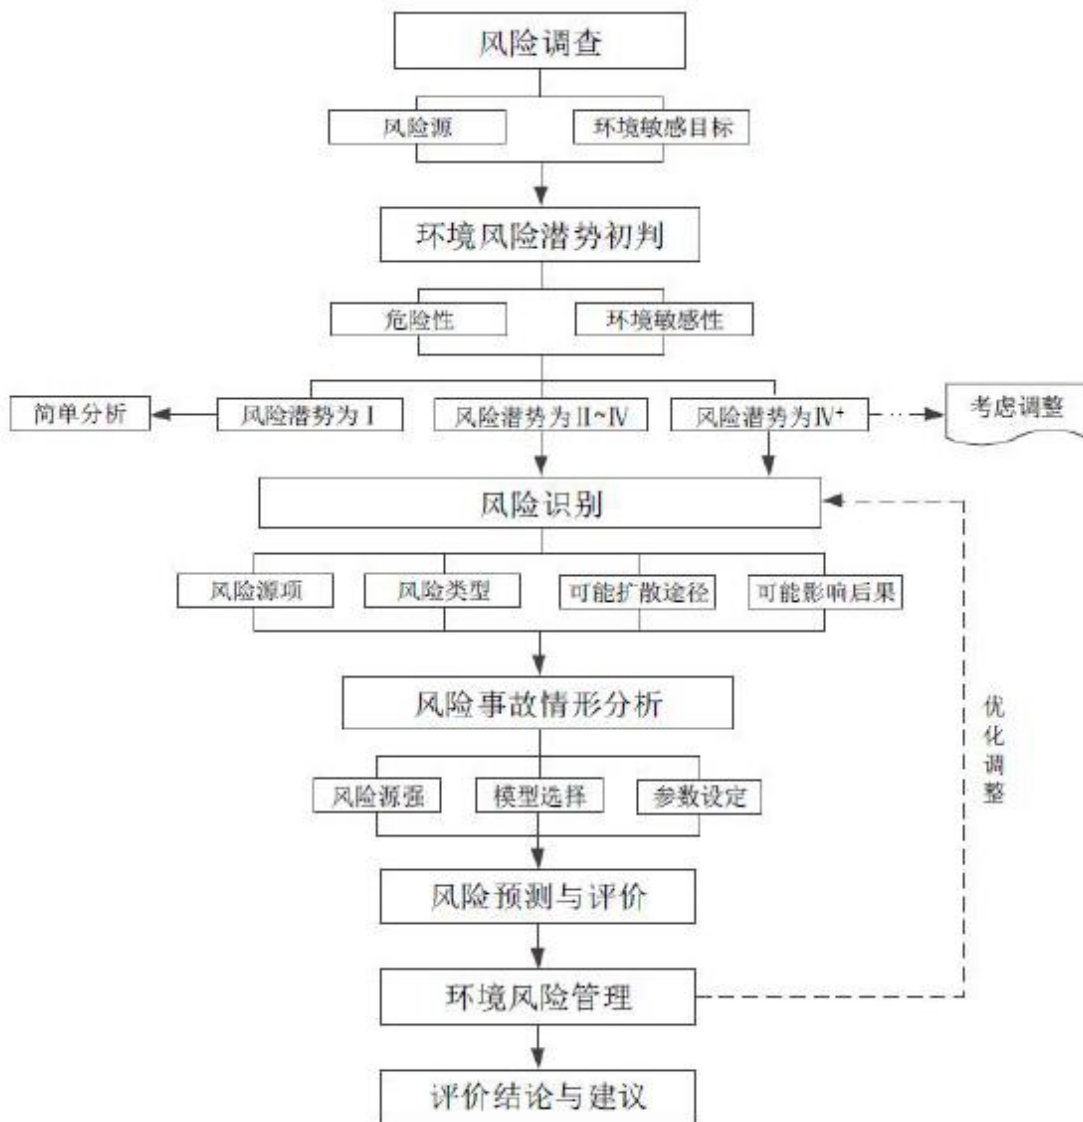 风险调查
风险源
环境敏感目标
环境风险潜势初判
危险性
环境敏感性
简单分析
风险潜势为Ⅰ
风险潜势为Ⅱ~Ⅳ
风险潜势为Ⅳ⁺
考虑调整
风险识别
风险源项
风险类型
可能扩散途径
可能影响后果
风险事故情形分析
优化调整
风险源强
模型选择
参数设定
风险预测与评价
环境风险管理
评价结论与建议